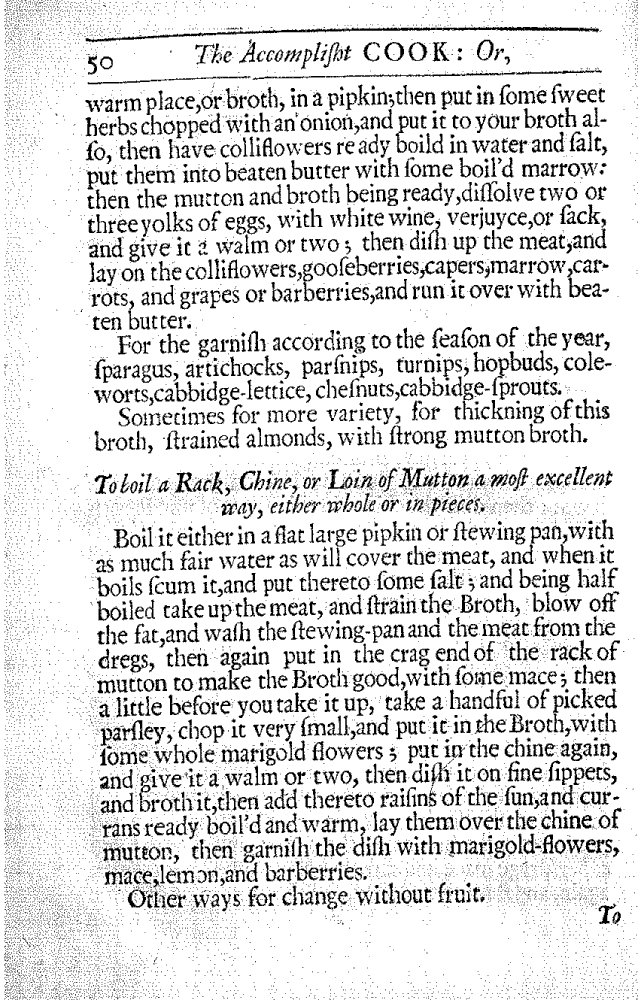 50 The Accompliſht COOK: Or,
warm place,or broth, in a pipkin;then put in ſome ſweet
herbs chopped with an onion,and put it to your broth al-
ſo, then have colliflowers ready boild in water and ſalt,
put them into beaten butter with ſome boil'd marrow:
then the mutton and broth being ready,diſſolve two or
three yolks of eggs, with white wine, verjuyce,or ſack,
and give it a walm or two; then diſh up the meat,and
lay on the colliflowers,gooſeberries,capers,marrow,car-
rots, and grapes or barberries,and run it over with bea-
ten butter.
For the garniſh according to the ſeaſon of the year,
ſparagus, artichocks, parſnips, turnips, hopbuds, cole-
worts,cabbidge-lettice, cheſnuts,cabbidge-ſprouts.
Sometimes for more variety, for thickning of this
broth, ſtrained almonds, with ſtrong mutton broth.
To boil a Rack, Chine, or Loin of Mutton a moſt excellent
way, either whole or in pieces.
Boil it either in a flat large pipkin or ſtewing pan,with
as much fair water as will cover the meat, and when it
boils ſcum it,and put thereto ſome ſalt; and being half
boiled take up the meat, and ſtrain the Broth, blow off
the fat,and waſh the ſtewing-pan and the meat from the
dregs, then again put in the crag end of the rack of
mutton to make the Broth good,with ſome mace; then
a little before you take it up, take a handful of picked
parſley, chop it very ſmall,and put it in the Broth,with
ſome whole marigold flowers; put in the chine again,
and give it a walm or two, then diſh it on fine ſippets,
and broth it,then add thereto raiſins of the ſun,and cur-
rans ready boil'd and warm, lay them over the chine of
mutton, then garniſh the diſh with marigold-flowers,
mace,lemon,and barberries.
Other ways for change without fruit.
To